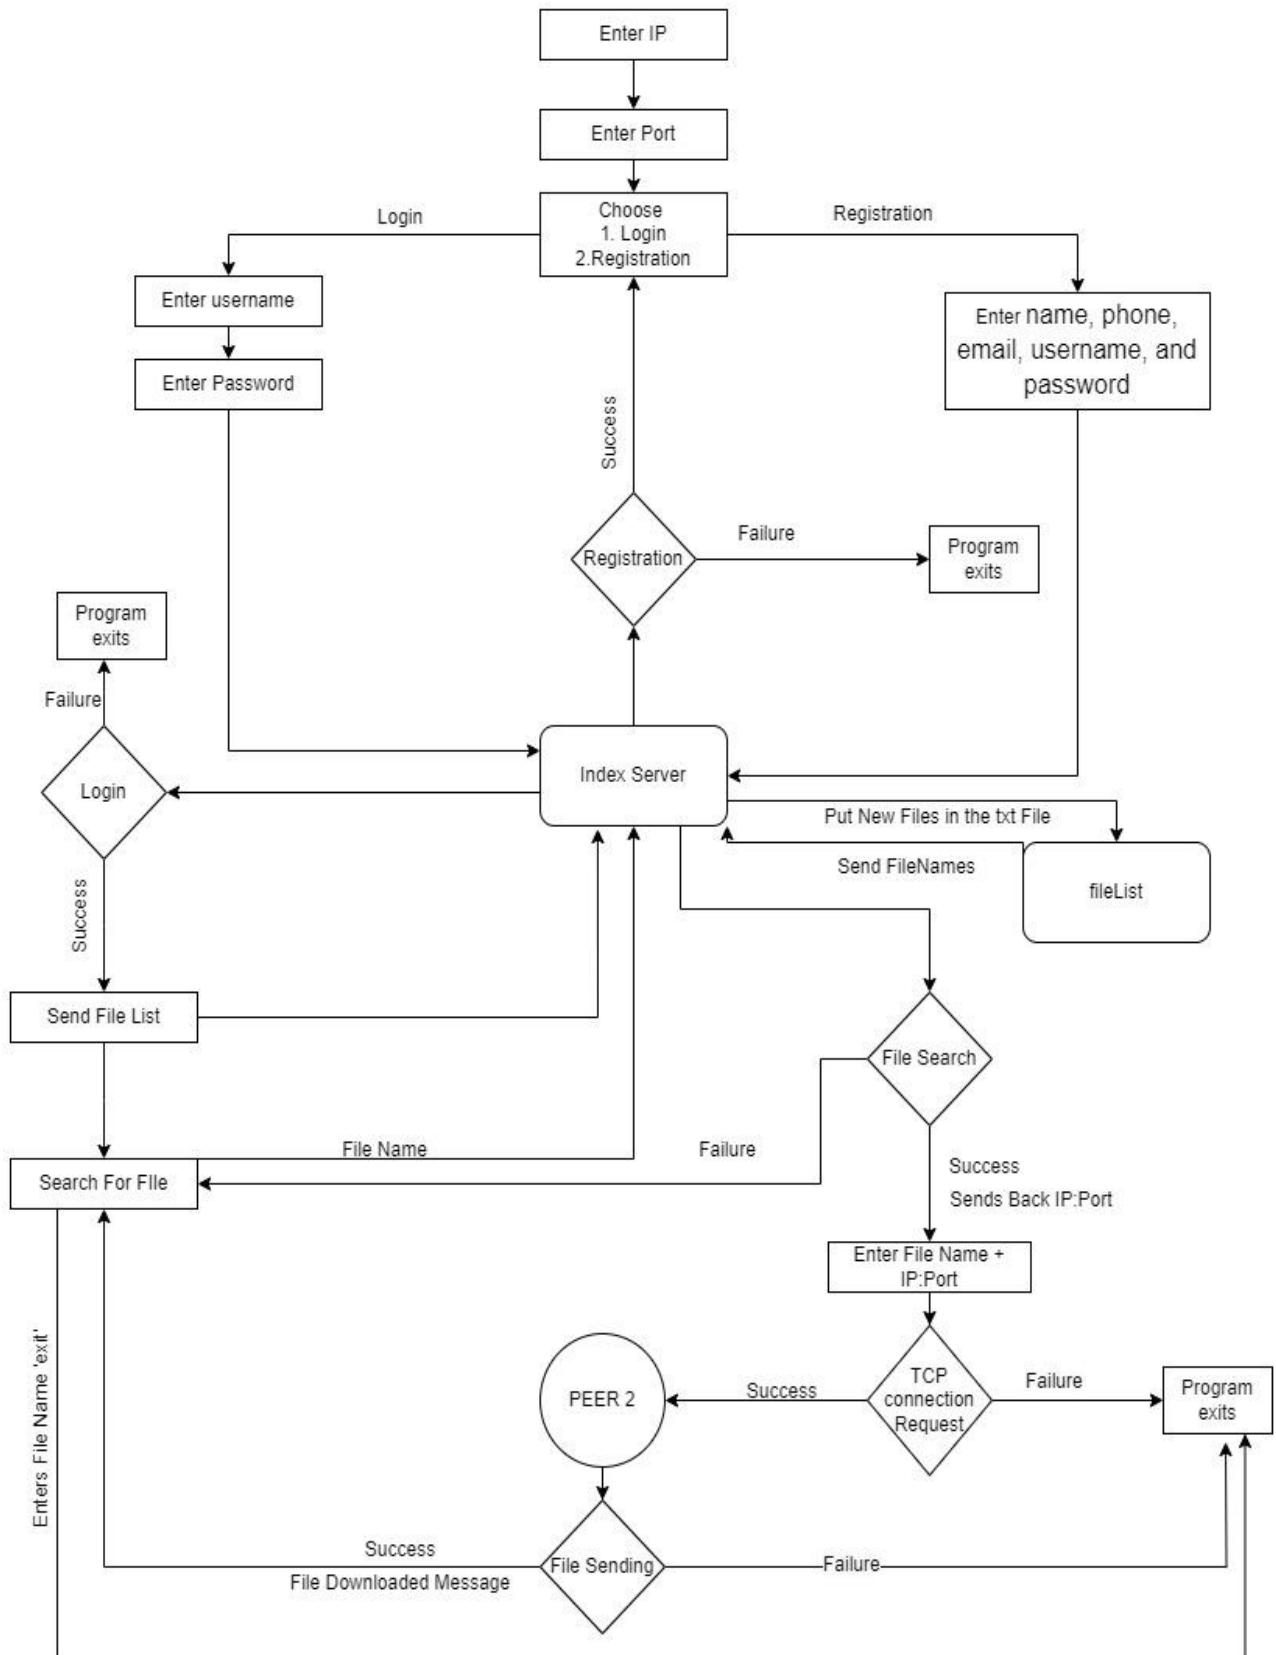 Enter IP
Enter Port
Choose
1. Login
2.Registration
Login
Registration
Enter username
Enter Password
Enter name, phone,
email, username, and
password
Success
Registration
Failure
Program
exits
Program
exits
Failure
Login
Index Server
Put New Files in the txt File
Send FileNames
fileList
Success
Send File List
File Search
File Name
Failure
Search For FIle
Success
Sends Back IP:Port
Enter File Name +
IP:Port
Enters File Name 'exit'
PEER 2
Success
TCP
connection
Request
Failure
Program
exits
Success
File Downloaded Message
File Sending
Failure